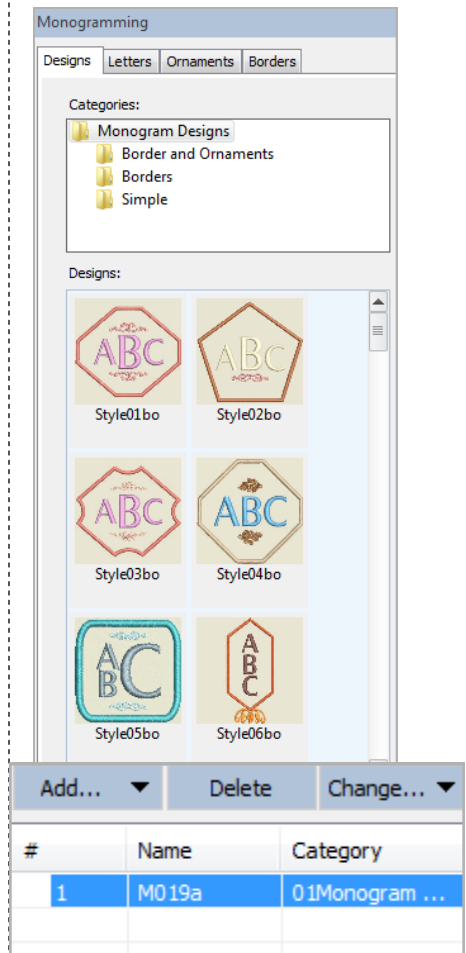 Monogramming
Designs Letters Ornaments Borders
Categories:
Monogram Designs
Border and Ornaments
Borders
Simple
Designs:
ABC ABC
Style01bo Style02bo
ABC ABC
Style03bo Style04bo
ABC ABC
Style05bo Style06bo
Add... Delete Change...
# Name Category
1 M019a 01Monogram ...